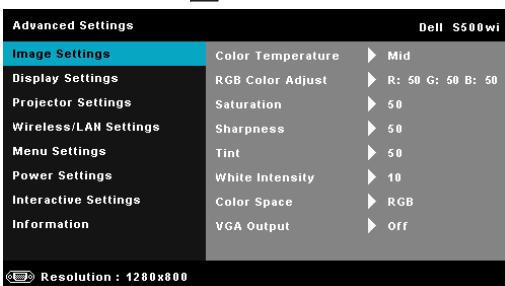 Advanced Settings Dell S500wi
Image Settings Color Temperature Mid
Display Settings RGB Color Adjust R: 50 G: 50 B: 50
Projector Settings Saturation 50
Wireless/LAN Settings Sharpness 50
Menu Settings Tint 50
Power Settings White Intensity 10
Interactive Settings Color Space RGB
Information VGA Output Off
Resolution : 1280x800